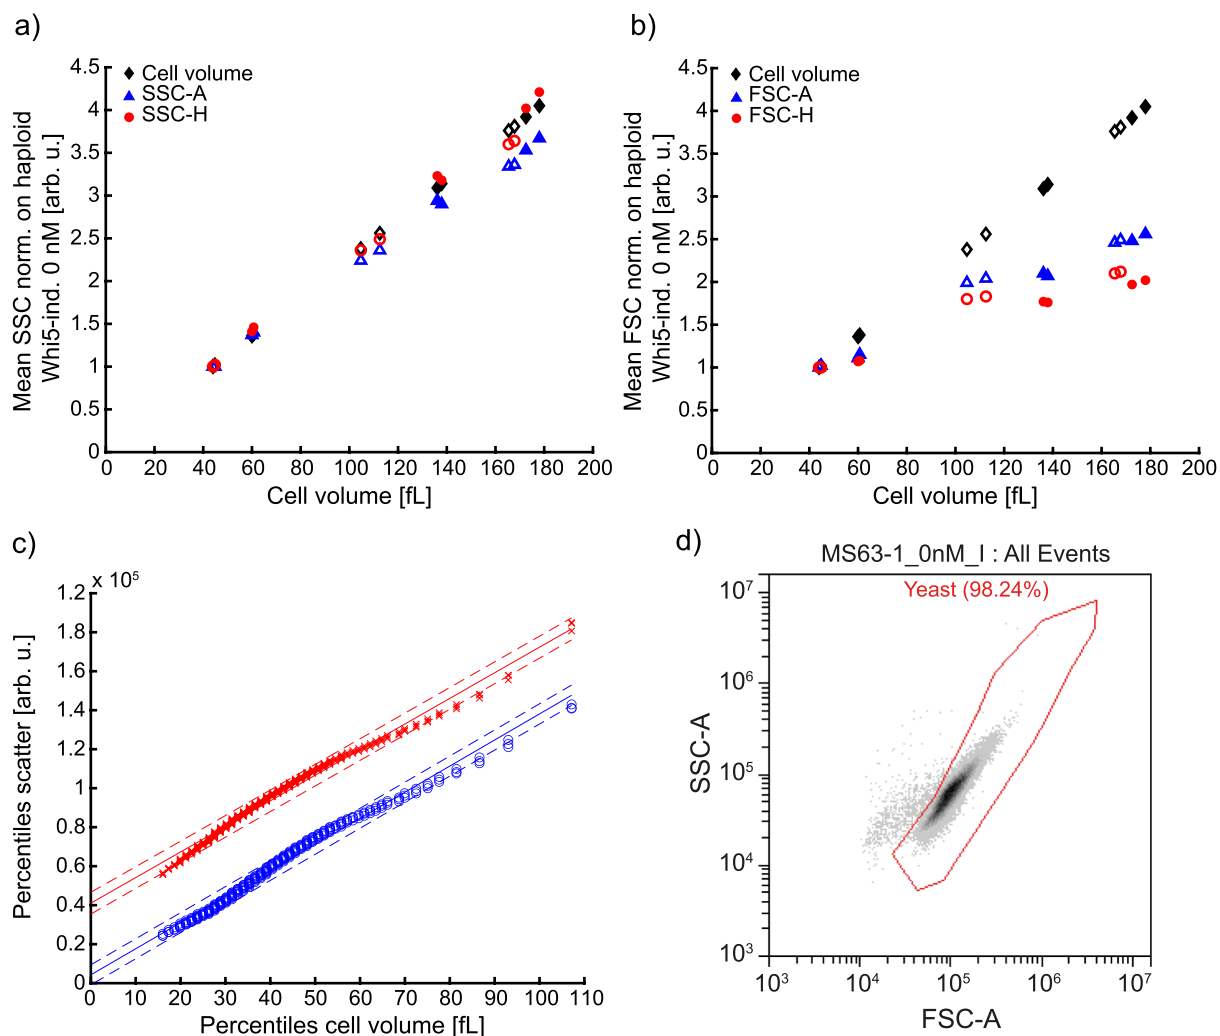 a)
Mean SSC norm. on haploid
Whi5-ind. 0 nM [arb. u.]
4.5
4
3.5
3
2.5
2
1.5
1
0.5
0
Cell volume
SSC-A
SSC-H
0 20 40 60 80 100 120 140 160 180 200
Cell volume [fL]
b)
Mean FSC norm. on haploid
Whi5-ind. 0 nM [arb. u.]
4.5
4
3.5
3
2.5
2
1.5
1
0.5
0
Cell volume
FSC-A
FSC-H
0 20 40 60 80 100 120 140 160 180 200
Cell volume [fL]
c)
Percentiles scatter [arb. u.]
x 10⁵
1.2
1.8
1.6
1.4
1.2
1
0.8
0.6
0.4
0.2
0
0 10 20 30 40 50 60 70 80 90 100 110
Percentiles cell volume [fL]
d)
MS63-1_0nM_I : All Events
Yeast (98.24%)
SSC-A
10⁷
10⁶
10⁵
10⁴
10³
10³ 10⁴ 10⁵ 10⁶ 10⁷
FSC-A